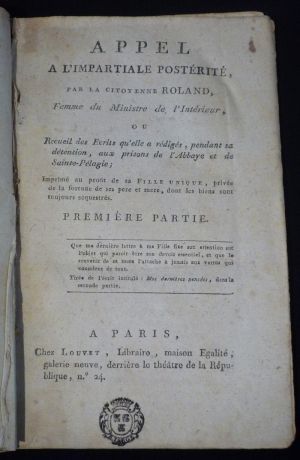 APPEL
A L'IMPARTIALE POSTÉRITÉ,
PAR LA CITOYENNE ROLAND,
Femme du Ministre de l'Intérieur,
OU
Recueil des Ecrits qu'elle a rédigés, pendant sa
détention, aux prisons de l'Abbaye et de
Sainte-Pélagie;
Imprimé au profit de sa FILLE UNIQUE, privée
de la fortune de ses pere et mere, dont les biens sont
toujours séquestrés.
PREMIÈRE PARTIE.
Que ma dernière lettre à ma fille fixe son attention sur
l'objet qui paroît être son devoir essentiel, et que le
souvenir de sa mere l'attache à jamais aux vertus qui
consolent de tout.
Tirés de l'écrit intitulé : Mes dernières pensées, dans la
seconde partie.
A PARIS,
Chez LOUVET, Libraire, maison Egalité,
galerie neuve, derrière le théâtre de la Répu-
blique, n.º 24.